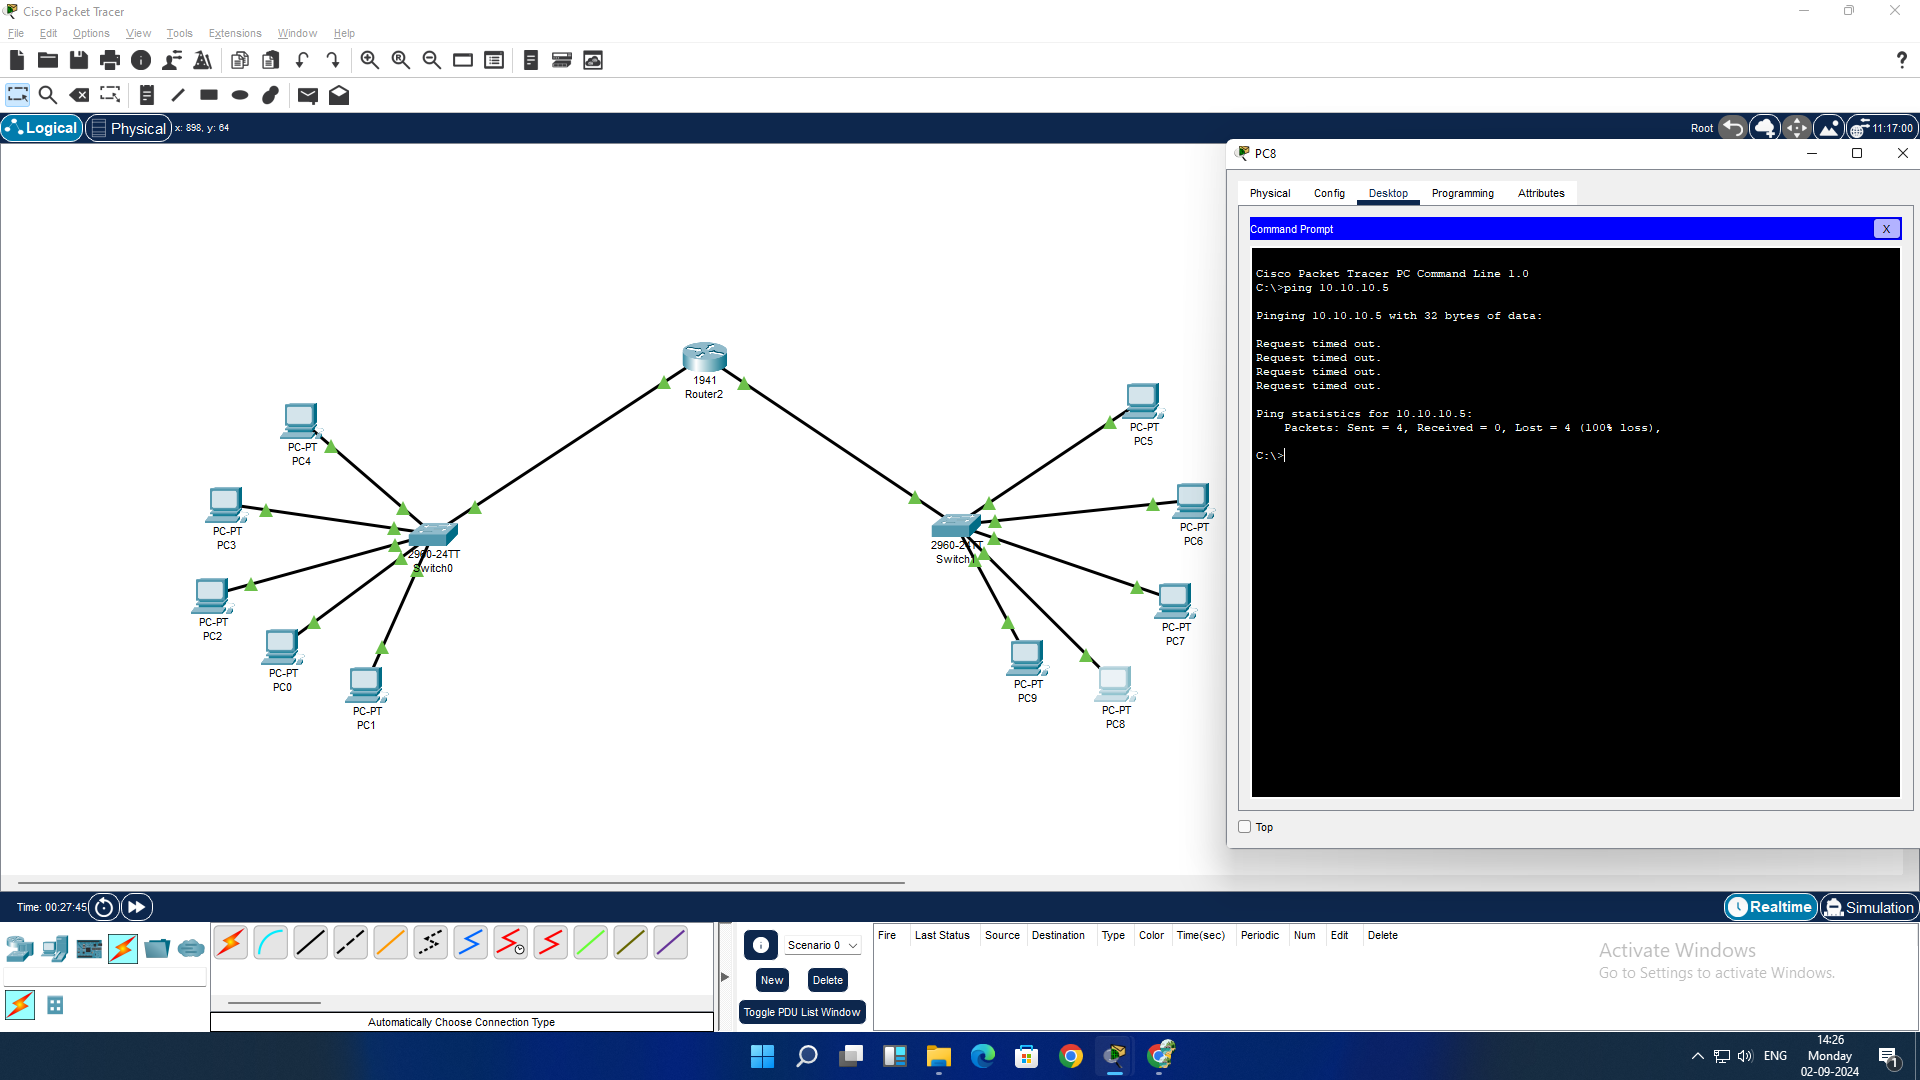 Cisco Packet Tracer
File Edit Options View Tools Extensions Window Help
Logical Physical x: 898, y: 64
Root 11:17:00
PC8
Physical Config Desktop Programming Attributes
Command Prompt X
Cisco Packet Tracer PC Command Line 1.0
C:\>ping 10.10.10.5
Pinging 10.10.10.5 with 32 bytes of data:
Request timed out.
Request timed out.
Request timed out.
Request timed out.
Ping statistics for 10.10.10.5:
Packets: Sent = 4, Received = 0, Lost = 4 (100% loss),
C:\>
Top
1941
Router2
PC-PT
PC4
PC-PT
PC3
PC-PT
PC2
PC-PT
PC0
PC-PT
PC1
2960-24TT
Switch0
2960-24TT
Switch1
PC-PT
PC5
PC-PT
PC6
PC-PT
PC7
PC-PT
PC9
PC-PT
PC8
Time: 00:27:45
Realtime Simulation
Automatically Choose Connection Type
Scenario 0
New Delete
Toggle PDU List Window
Fire Last Status Source Destination Type Color Time(sec) Periodic Num Edit Delete
Activate Windows
Go to Settings to activate Windows.
ENG
14:26
Monday
02-09-2024
1